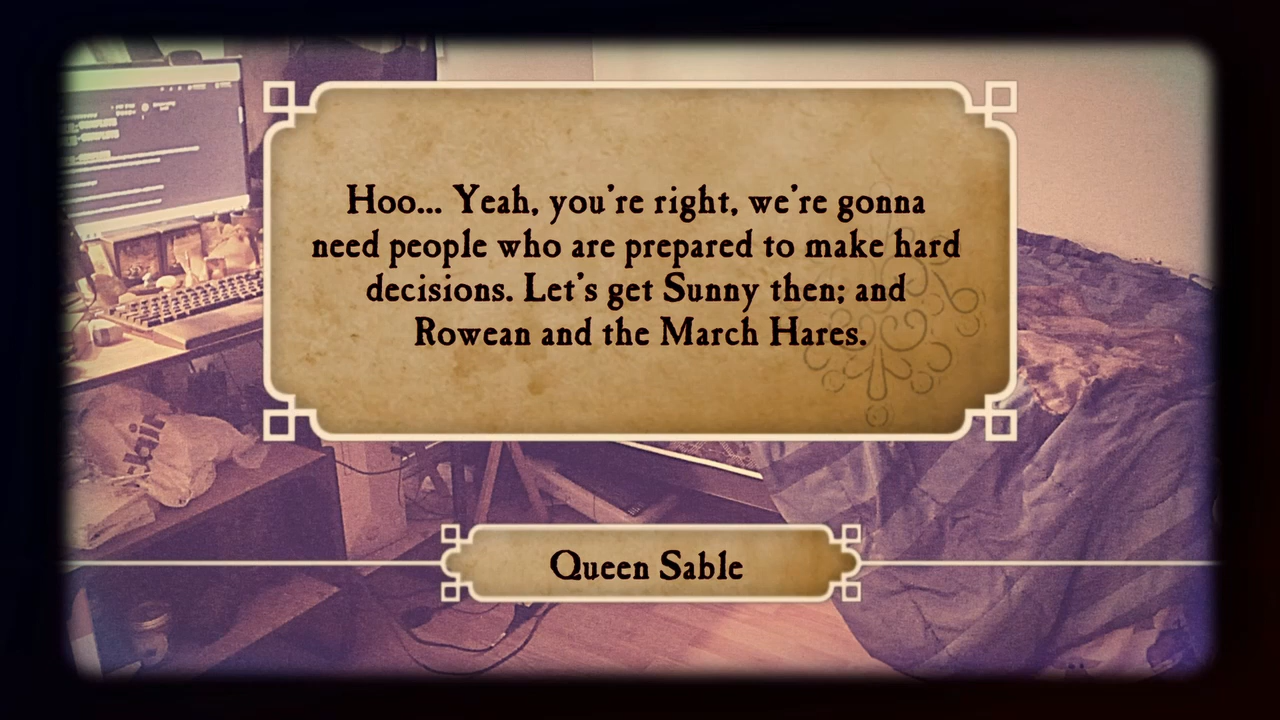 Hoo... Yeah, you're right, we're gonna
need people who are prepared to make hard
decisions. Let's get Sunny then; and
Rowean and the March Hares.
Queen Sable